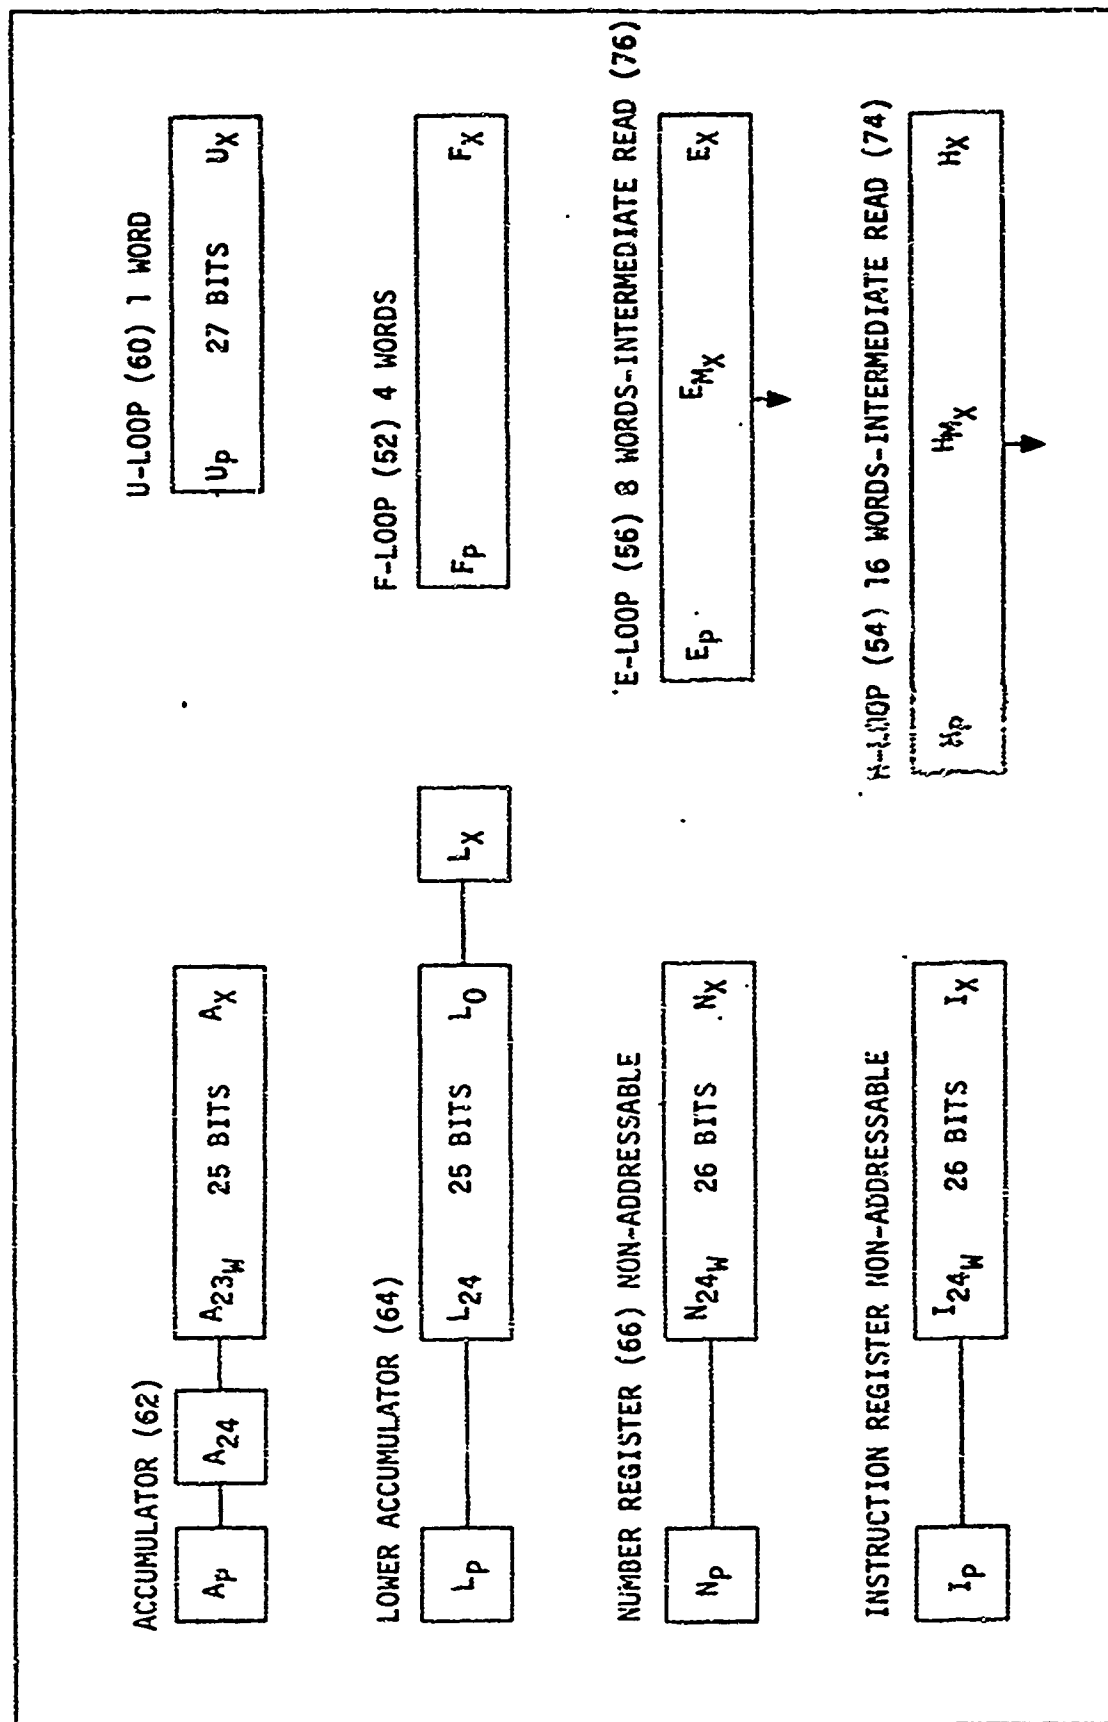 ACCUMULATOR (62)
Ap A24 A23W 25 BITS AX
LOWER ACCUMULATOR (64)
Lp L24 25 BITS L0 LX
NUMBER REGISTER (66) NON-ADDRESSABLE
Np N24W 26 BITS NX
INSTRUCTION REGISTER NON-ADDRESSABLE
Ip I24W 26 BITS IX
U-LOOP (60) 1 WORD
Up 27 BITS UX
F-LOOP (52) 4 WORDS
Fp FX
E-LOOP (56) 8 WORDS-INTERMEDIATE READ (76)
Ep EMX EX
H-LOOP (54) 16 WORDS-INTERMEDIATE READ (74)
Hp HMX HX